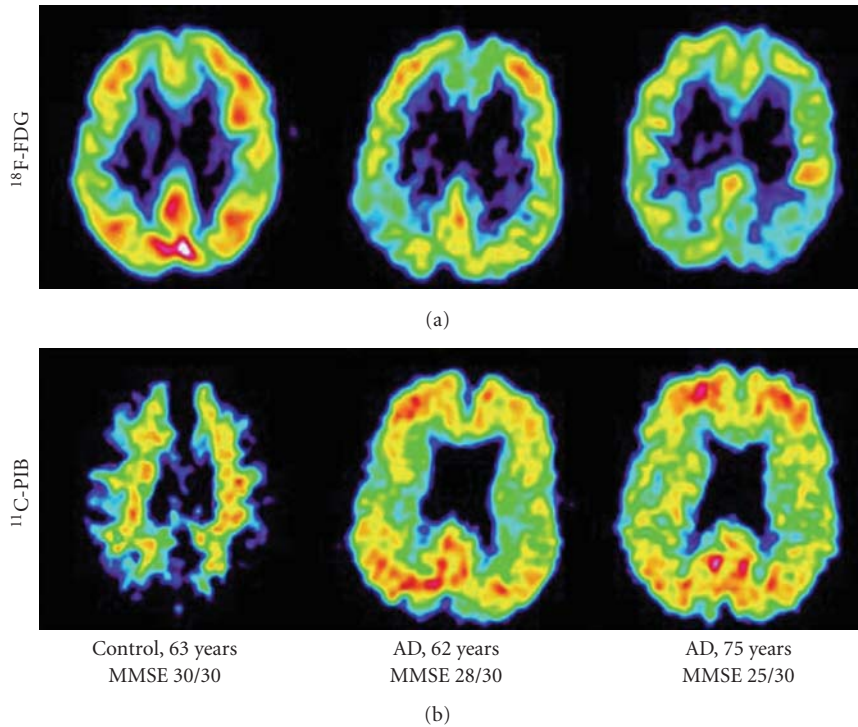 ¹⁸F-FDG
(a)
¹¹C-PIB
Control, 63 years
MMSE 30/30
AD, 62 years
MMSE 28/30
AD, 75 years
MMSE 25/30
(b)